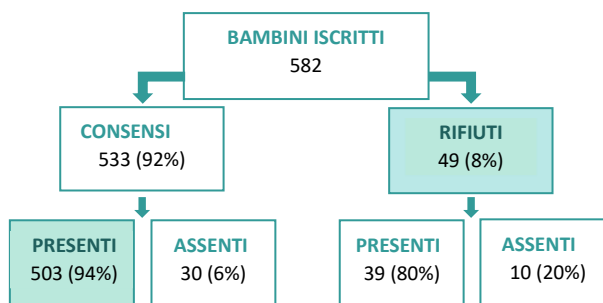 BAMBINI ISCRITTI
582
CONSENSI
533 (92%)
RIFIUTI
49 (8%)
PRESENTI
503 (94%)
ASSENTI
30 (6%)
PRESENTI
39 (80%)
ASSENTI
10 (20%)